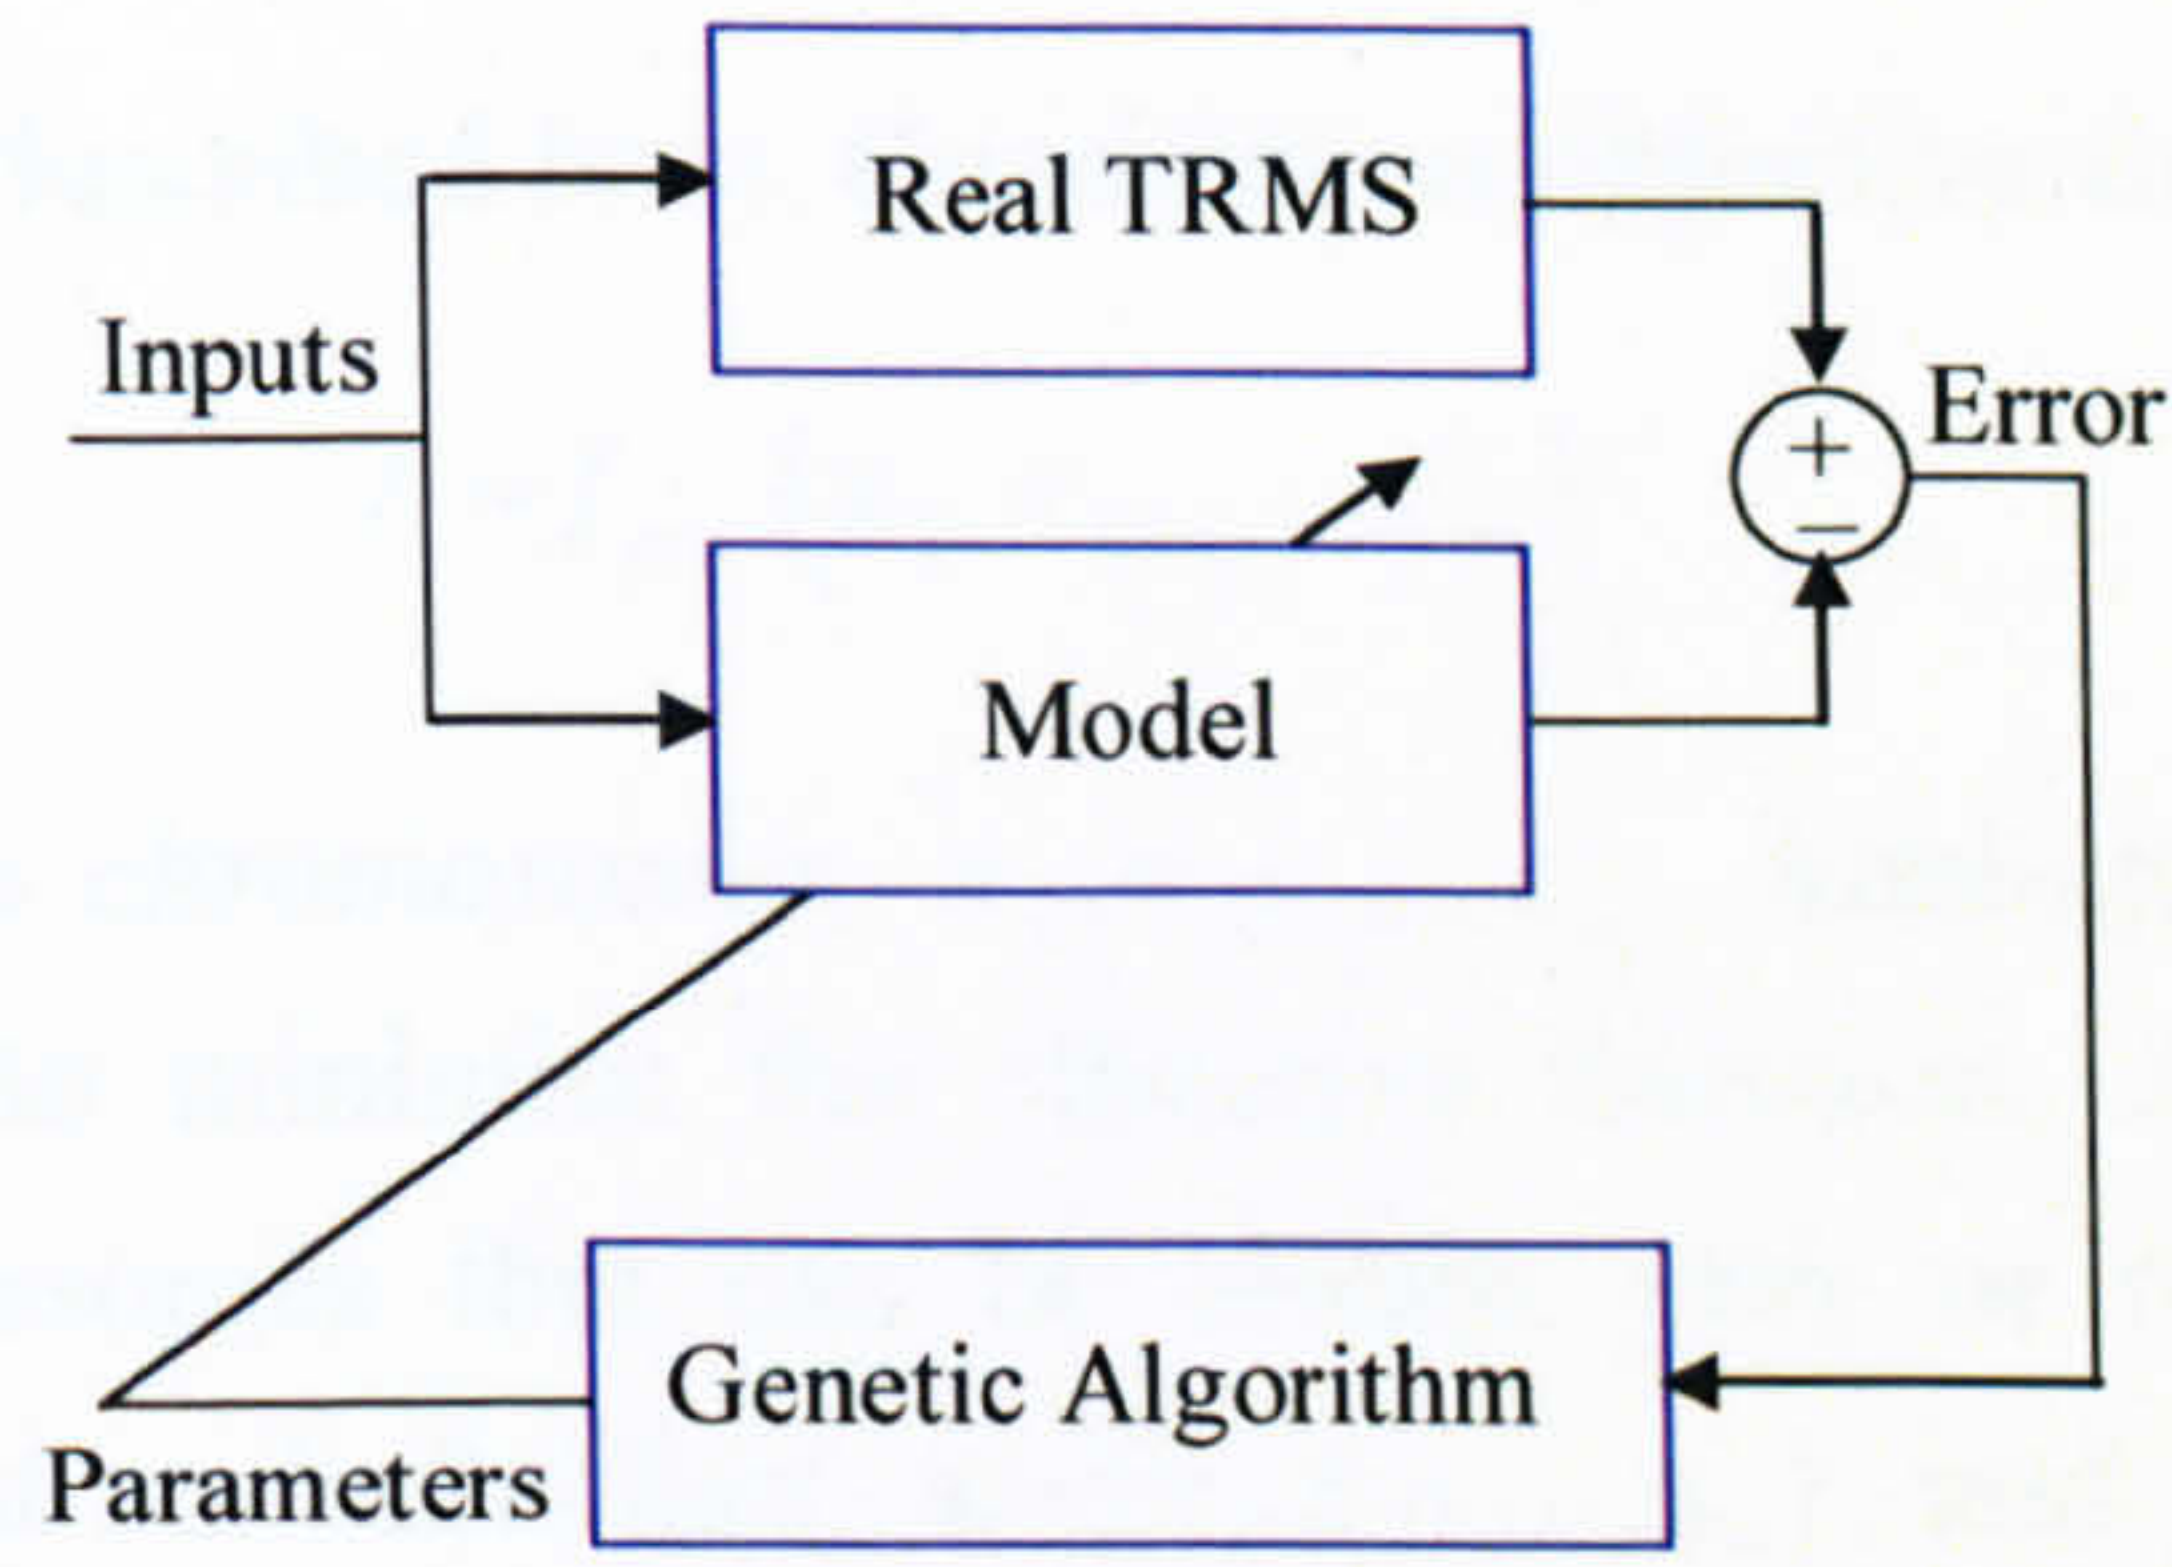 Real TRMS
Inputs
Error
+
−
Model
Genetic Algorithm
Parameters